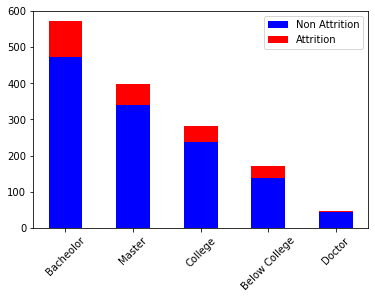 600
500
400
300
200
100
0
Non Attrition
Attrition
Bacheolor
Master
College
Below College
Doctor